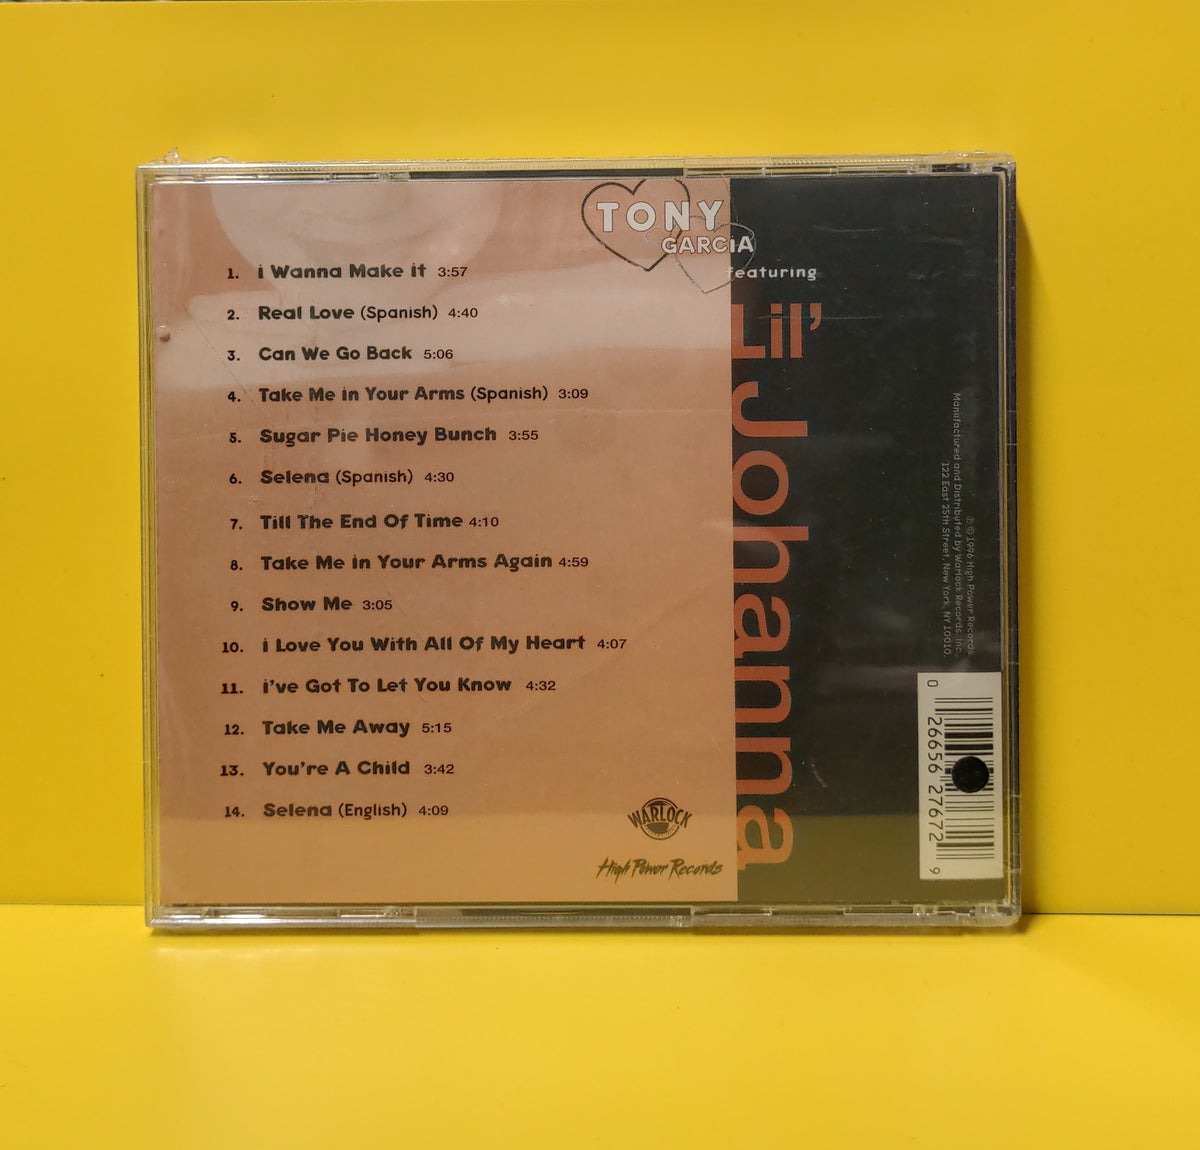 TONY
GARCiA
featuring
Lil' Johanna
1. i Wanna Make it 3:57
2. Real Love (Spanish) 4:40
3. Can We Go Back 5:06
4. Take Me in Your Arms (Spanish) 3:09
5. Sugar Pie Honey Bunch 3:55
6. Selena (Spanish) 4:30
7. Till The End Of Time 4:10
8. Take Me in Your Arms Again 4:59
9. Show Me 3:05
10. i Love You With All Of My Heart 4:07
11. i've Got To Let You Know 4:32
12. Take Me Away 5:15
13. You're A Child 3:42
14. Selena (English) 4:09
WARLOCK
High Power Records
℗ © 1996 High Power Records
Manufactured and Distributed by Warlock Records, Inc.,
122 East 25th Street, New York, NY 10010.
0 26656 27672 9